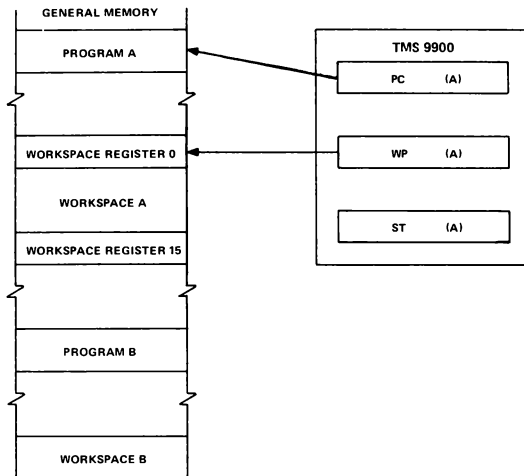 GENERAL MEMORY
PROGRAM A
WORKSPACE REGISTER 0
WORKSPACE A
WORKSPACE REGISTER 15
PROGRAM B
WORKSPACE B
TMS 9900
PC (A)
WP (A)
ST (A)